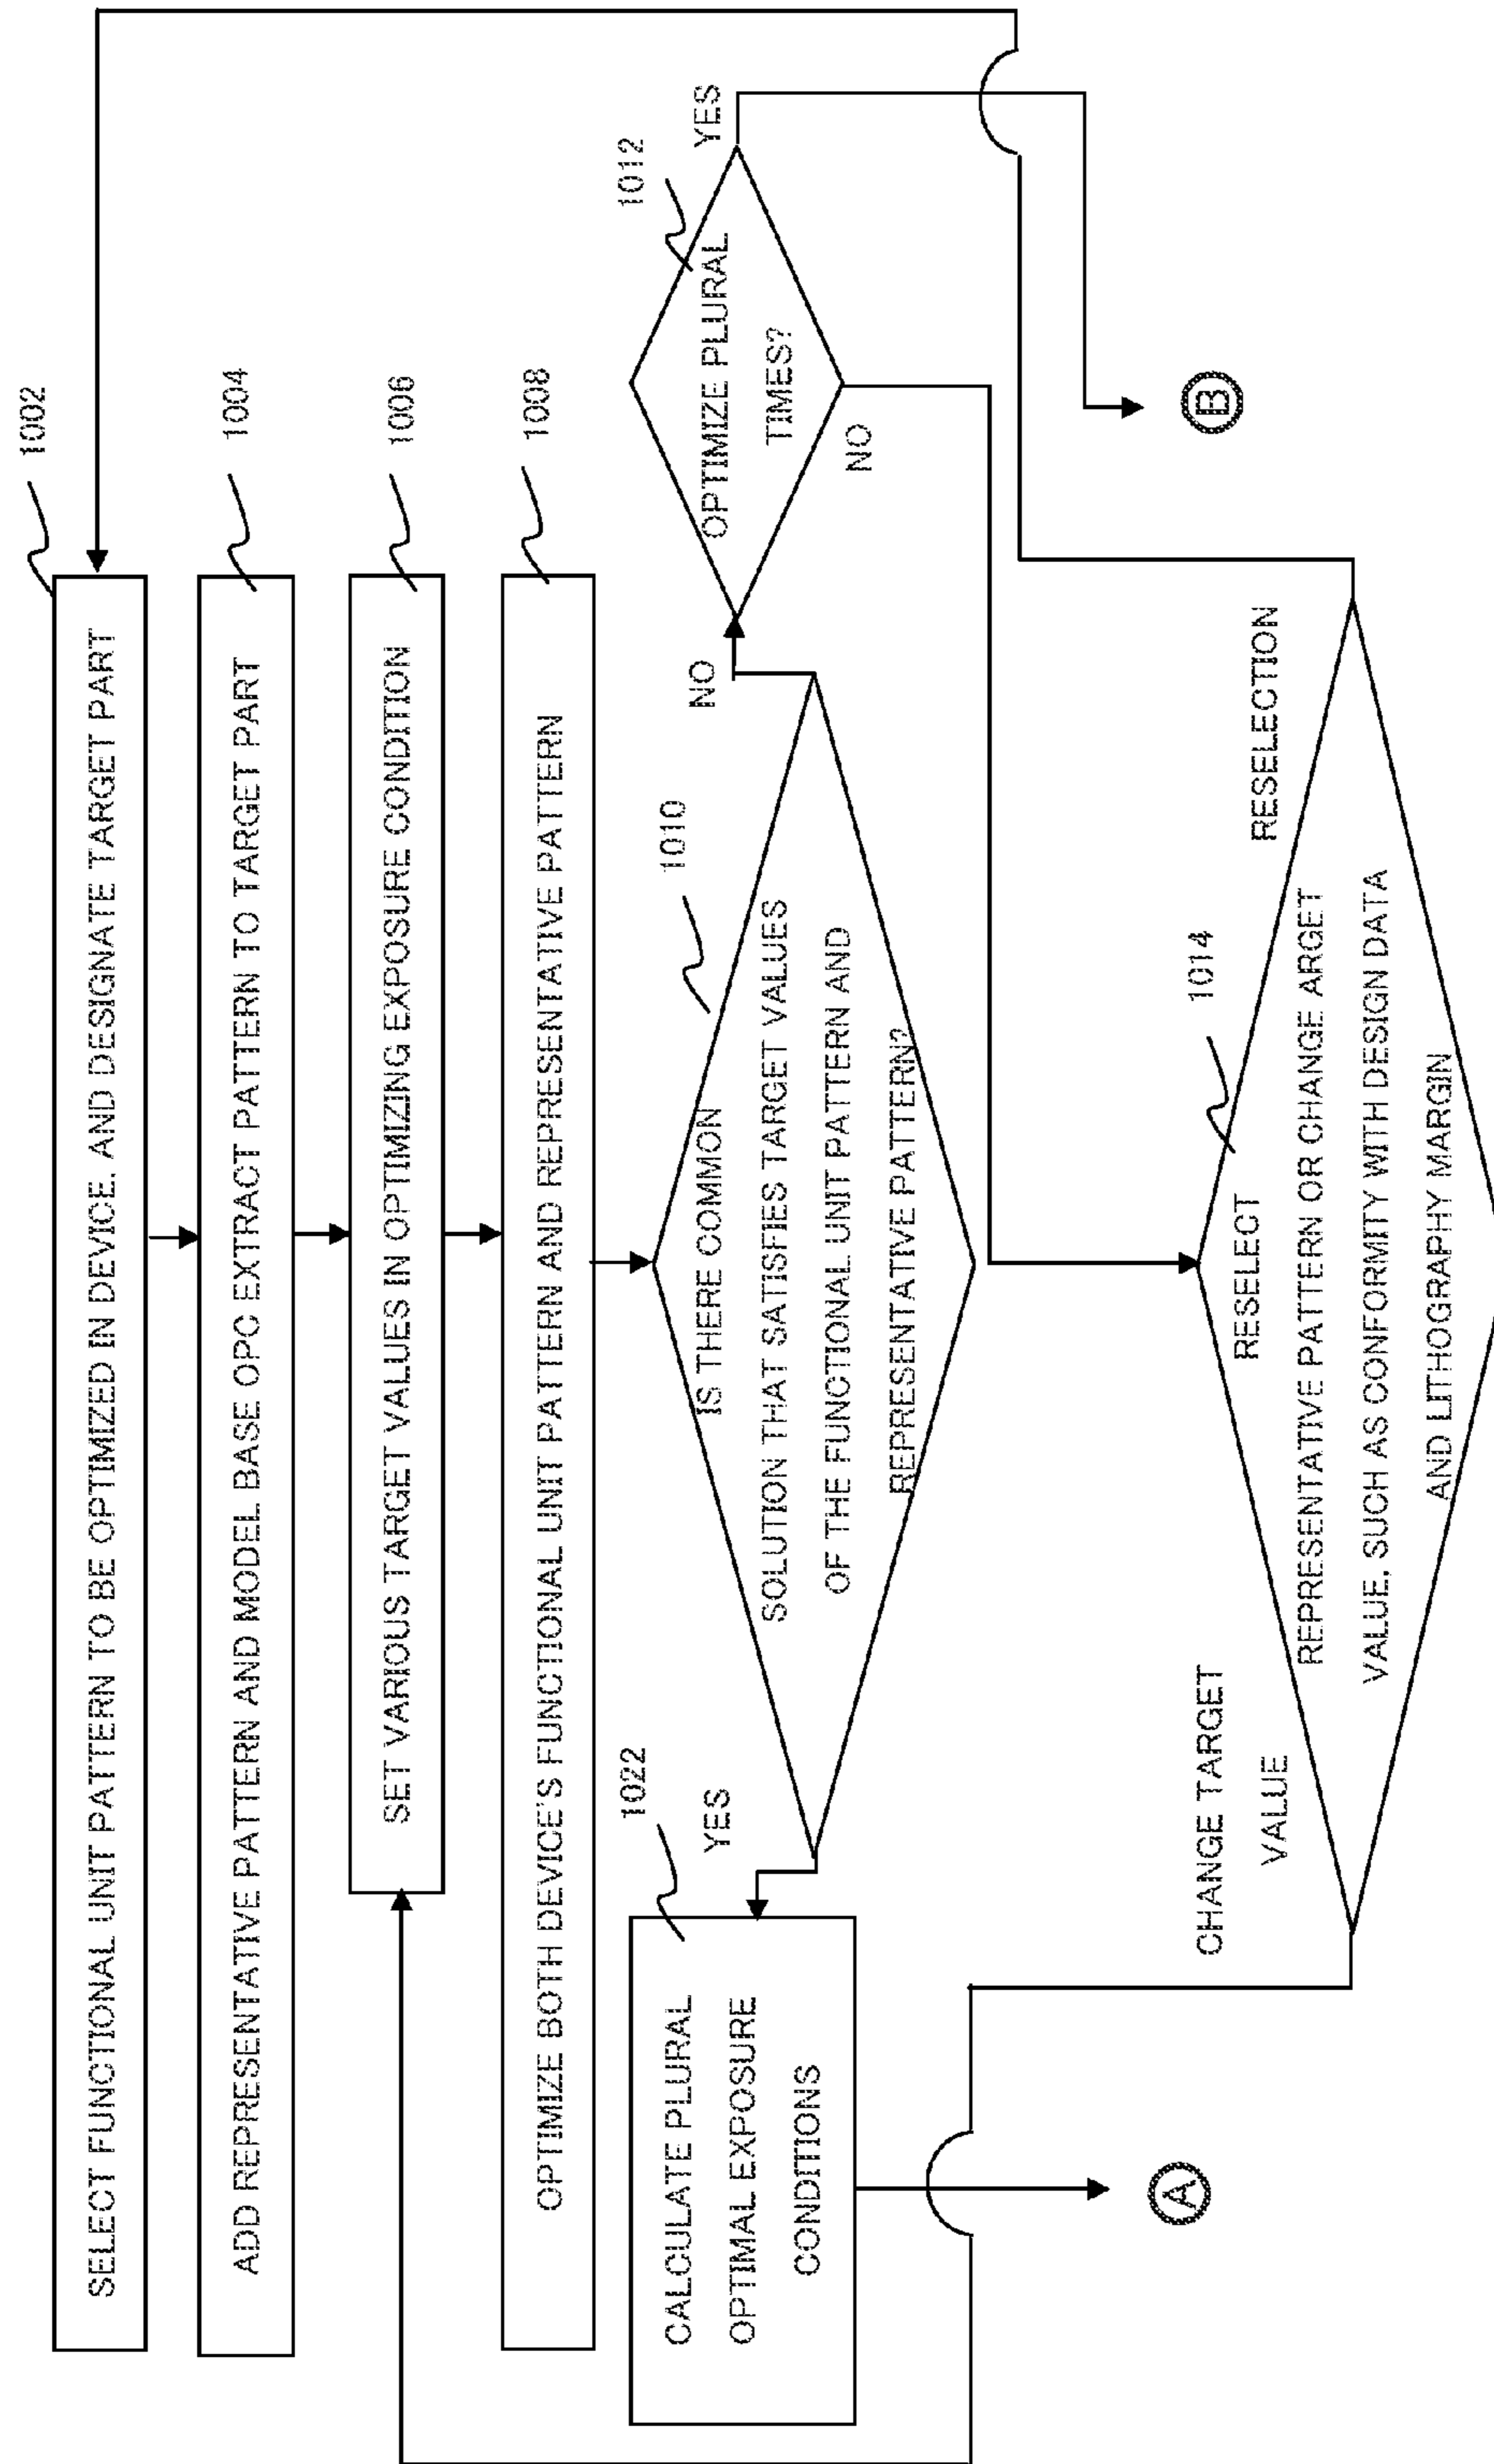 1002
SELECT FUNCTIONAL UNIT PATTERN TO BE OPTIMIZED IN DEVICE, AND DESIGNATE TARGET PART
1004
ADD REPRESENTATIVE PATTERN AND MODEL BASE OPC EXTRACT PATTERN TO TARGET PART
1006
SET VARIOUS TARGET VALUES IN OPTIMIZING EXPOSURE CONDITION
1008
OPTIMIZE BOTH DEVICE'S FUNCTIONAL UNIT PATTERN AND REPRESENTATIVE PATTERN
1010
IS THERE COMMON
SOLUTION THAT SATISFIES TARGET VALUES
OF THE FUNCTIONAL UNIT PATTERN AND
REPRESENTATIVE PATTERN?
1022
YES
CALCULATE PLURAL
OPTIMAL EXPOSURE
CONDITIONS
A
NO
1012
OPTIMIZE PLURAL
TIMES?
YES
NO
B
1014
RESELECT
REPRESENTATIVE PATTERN OR CHANGE ARGET
VALUE, SUCH AS CONFORMITY WITH DESIGN DATA
AND LITHOGRAPHY MARGIN
CHANGE TARGET
VALUE
RESELECTION